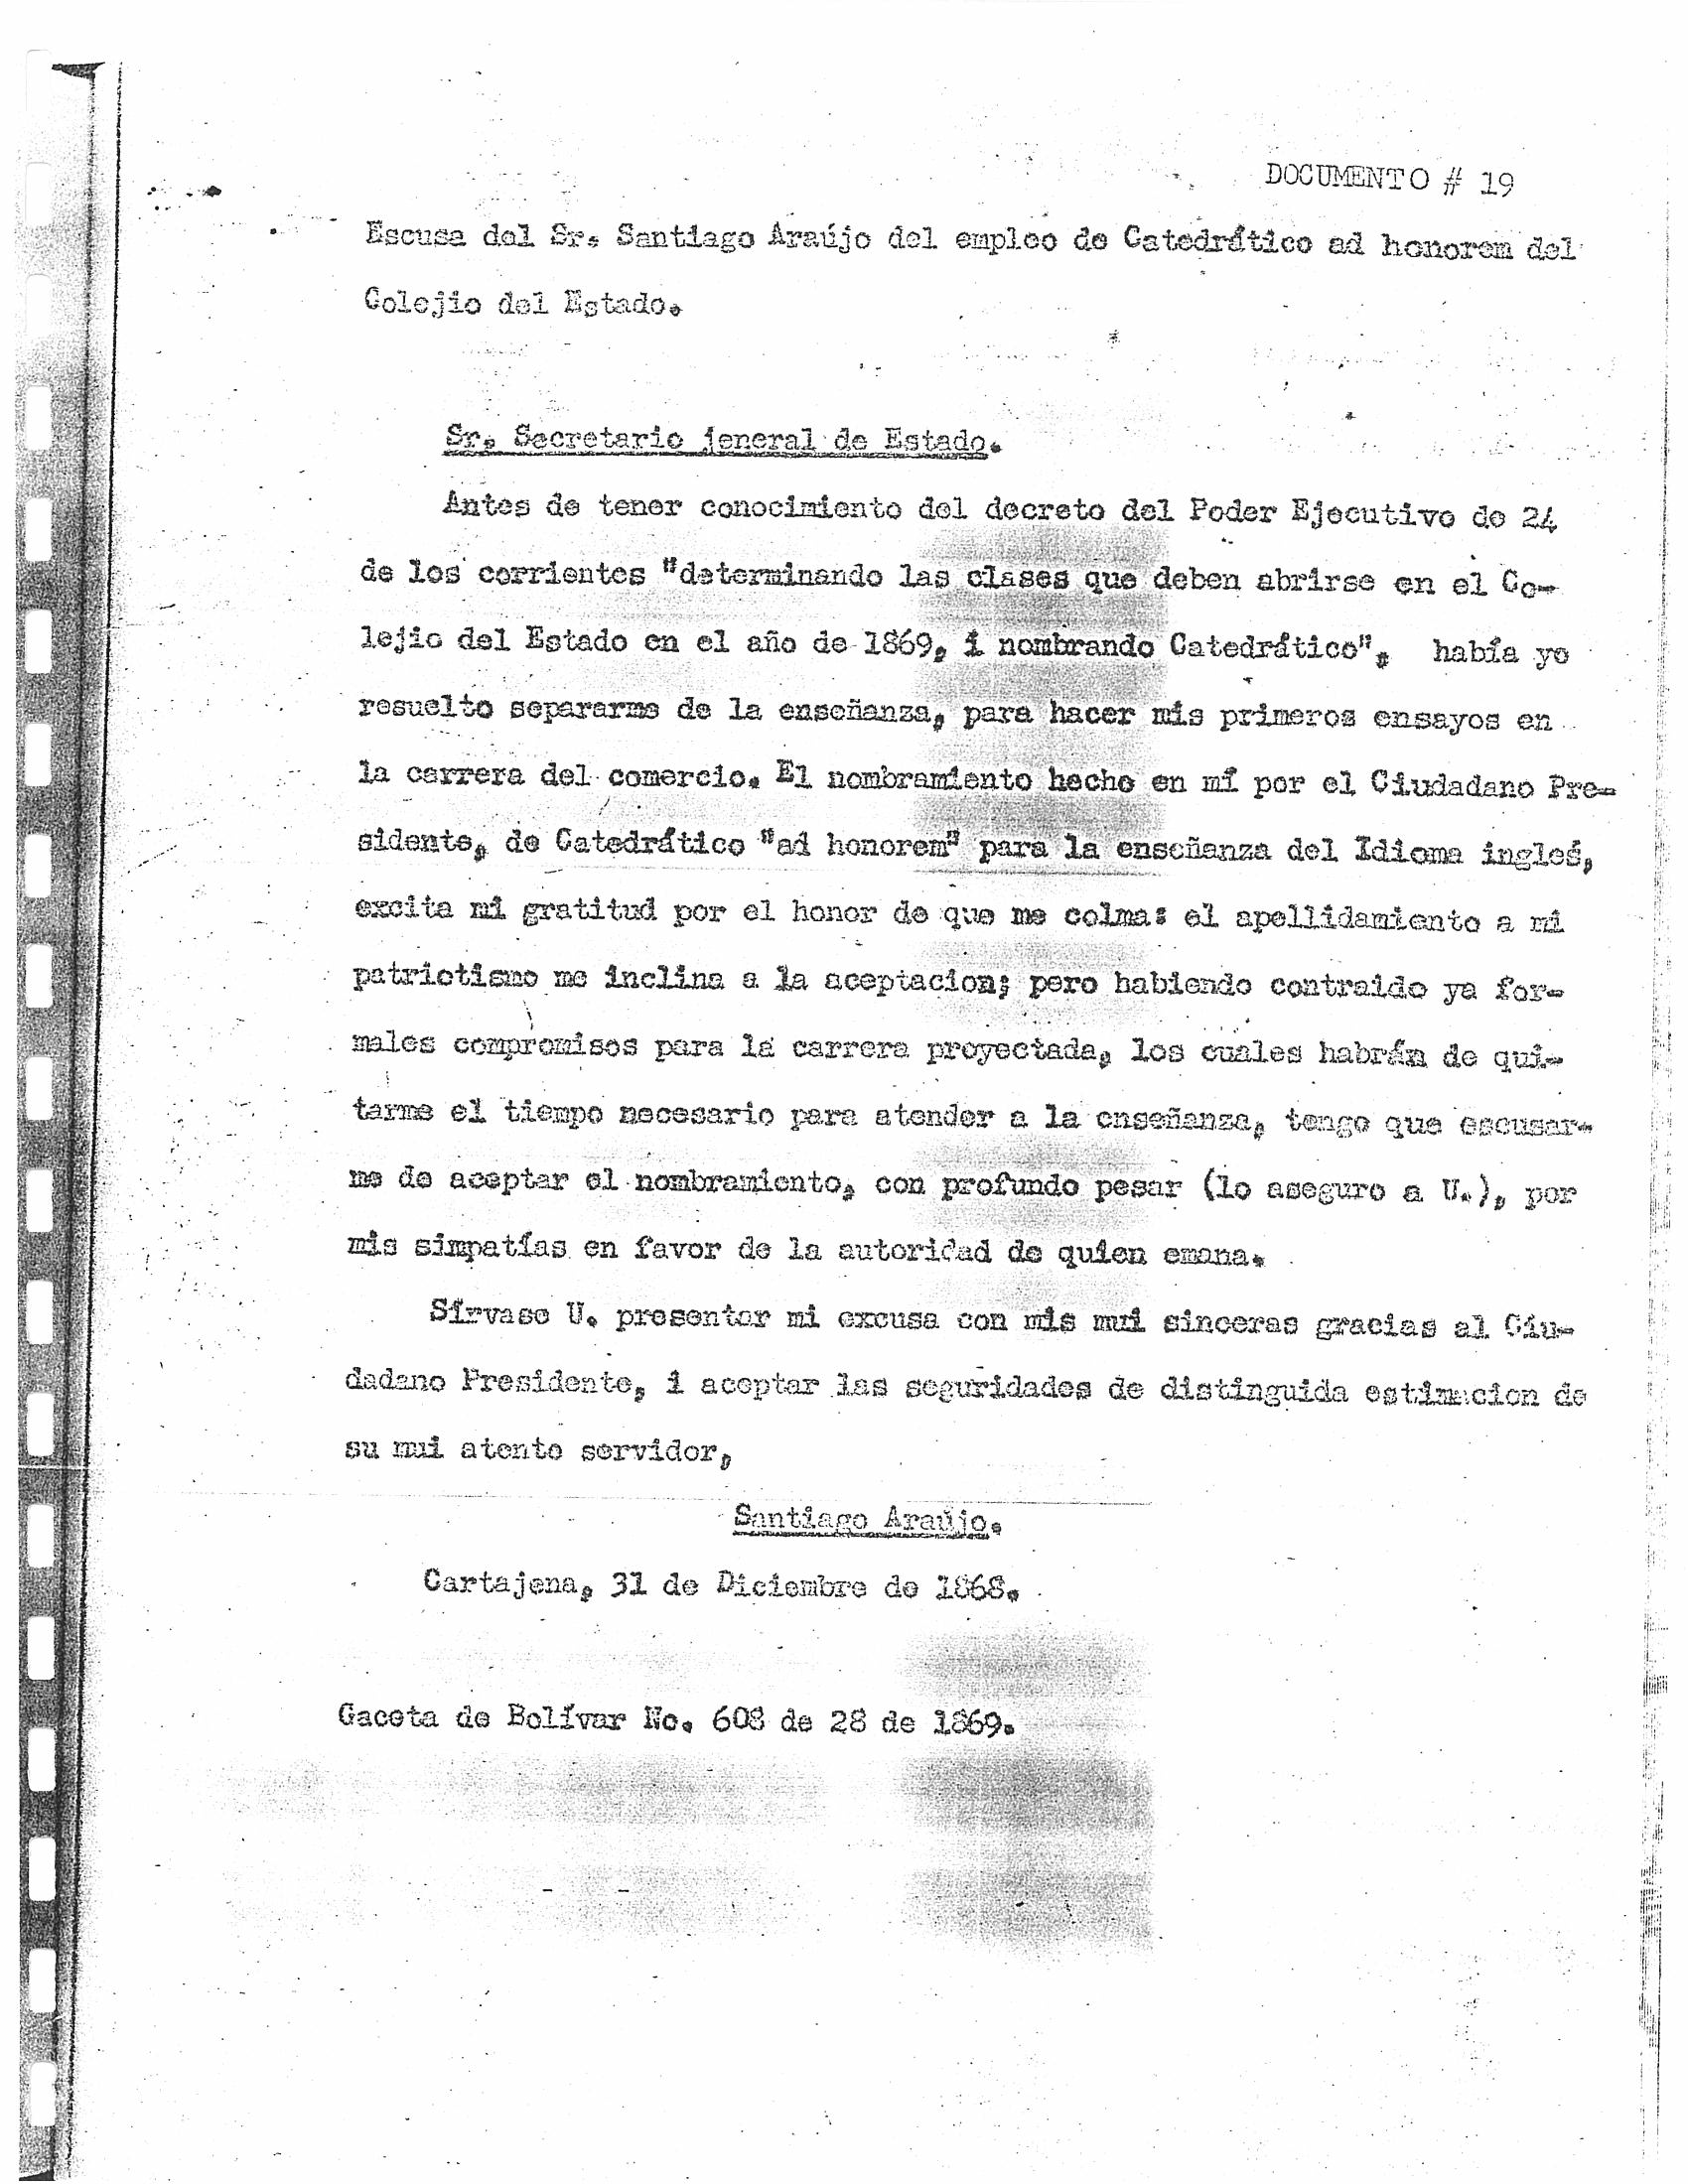 DOCUMENTO # 19
Escusa del Sr. Santiago Araújo del empleo de Catedrático ad honorem del
Colejio del Estado.
Sr. Secretario jeneral de Estado.
Antes de tener conocimiento del decreto del Poder Ejecutivo de 24
de los corrientes "determinando las clases que deben abrirse en el Co-
lejio del Estado en el año de 1869, i nombrando Catedrático", había yo
resuelto separarme de la enseñanza, para hacer mis primeros ensayos en
la carrera del comercio. El nombramiento hecho en mí por el Ciudadano Pre-
sidente, de Catedrático "ad honorem" para la enseñanza del Idioma inglés,
excita mi gratitud por el honor de que me colma: el apellidamiento a mi
patriotismo me inclina a la aceptacion; pero habiendo contraido ya for-
males compromisos para la carrera proyectada, los cuales habrán de qui-
tarme el tiempo necesario para atender a la enseñanza, tengo que escusar-
me de aceptar el nombramiento, con profundo pesar (lo aseguro a U.), por
mis simpatías en favor de la autoridad de quien emana.
Sírvase U. presentar mi excusa con mis mui sinceras gracias al Ciu-
dadano Presidente, i aceptar las seguridades de distinguida estimacion de
su mui atento servidor,
Santiago Araújo.
Cartajena, 31 de Diciembre de 1868.
Gaceta de Bolívar No. 608 de 28 de 1869.